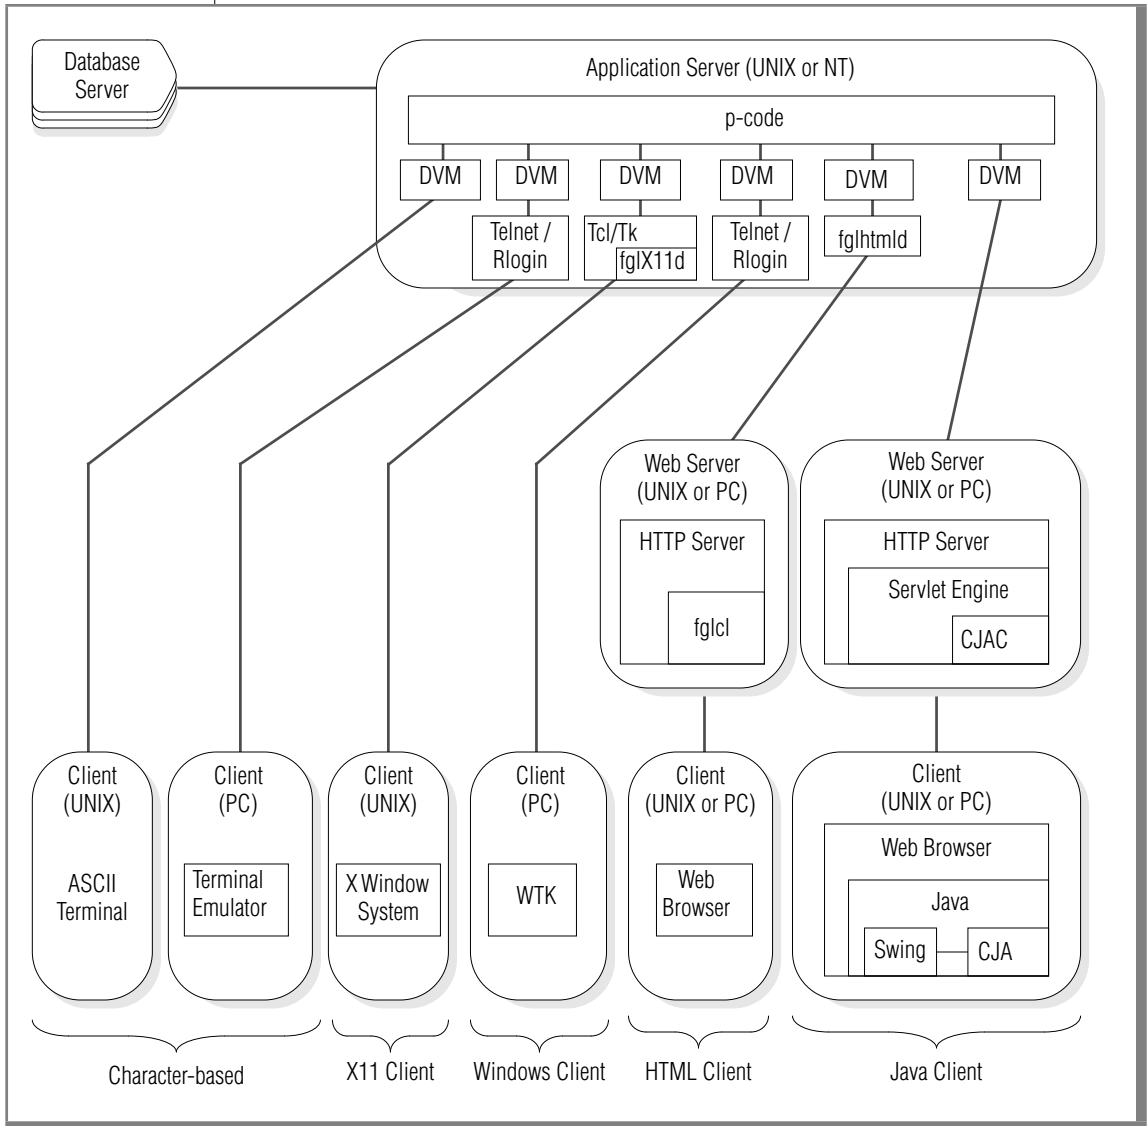 Database
Server
Application Server (UNIX or NT)
p-code
DVM
DVM
DVM
DVM
DVM
DVM
Telnet /
Rlogin
Tcl/Tk
fglX11d
Telnet /
Rlogin
fglhtmld
Web Server
(UNIX or PC)
HTTP Server
fglcl
Web Server
(UNIX or PC)
HTTP Server
Servlet Engine
CJAC
Client
(UNIX)
ASCII
Terminal
Client
(PC)
Terminal
Emulator
Client
(UNIX)
X Window
System
Client
(PC)
WTK
Client
(UNIX or PC)
Web
Browser
Client
(UNIX or PC)
Web Browser
Java
Swing
CJA
Character-based
X11 Client
Windows Client
HTML Client
Java Client